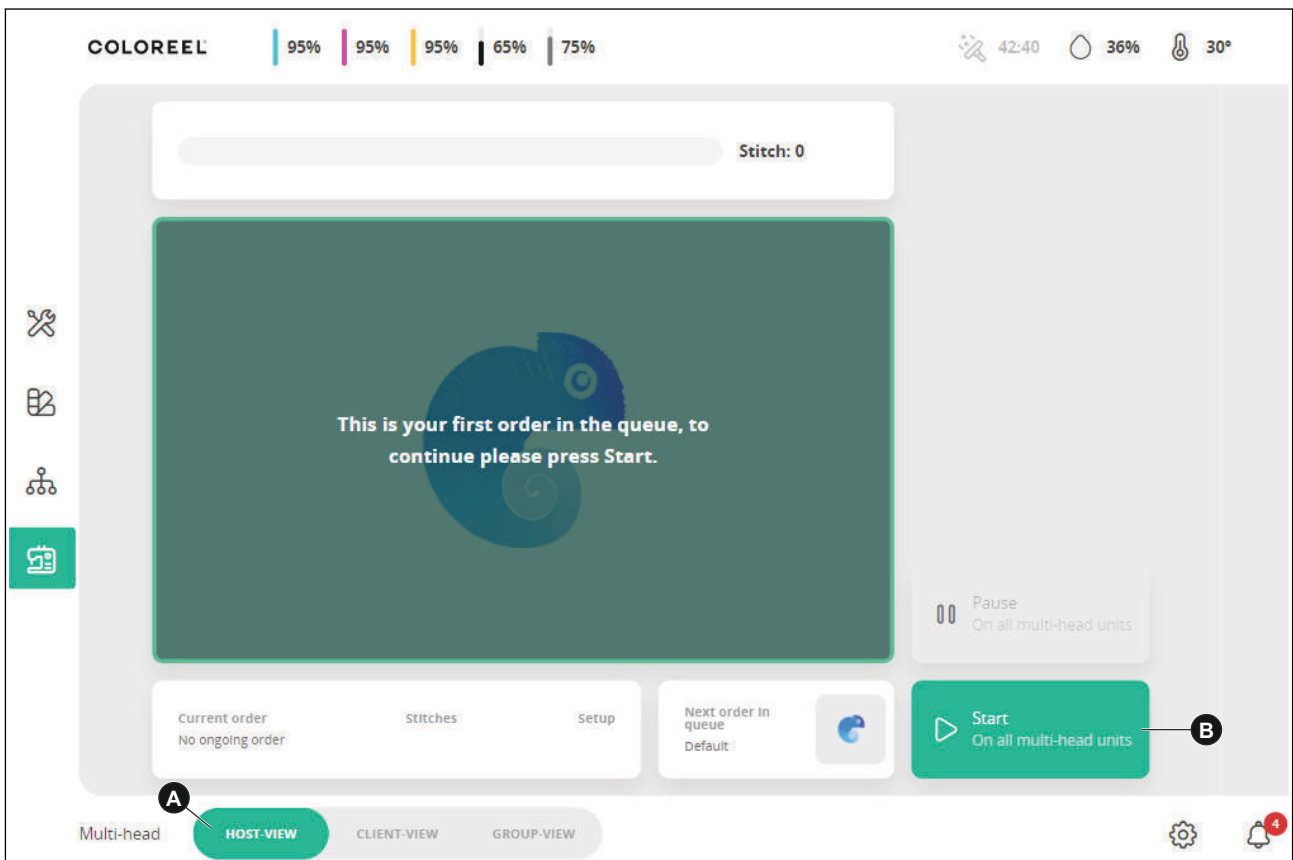 COLOREEL 95% 95% 95% 65% 75% 42:40 36% 30°
Stitch: 0
This is your first order in the queue, to
continue please press Start.
Pause
On all multi-head units
Current order Stitches Setup
No ongoing order
Next order in
queue
Default
Start
On all multi-head units
B
A
Multi-head HOST-VIEW CLIENT-VIEW GROUP-VIEW
4